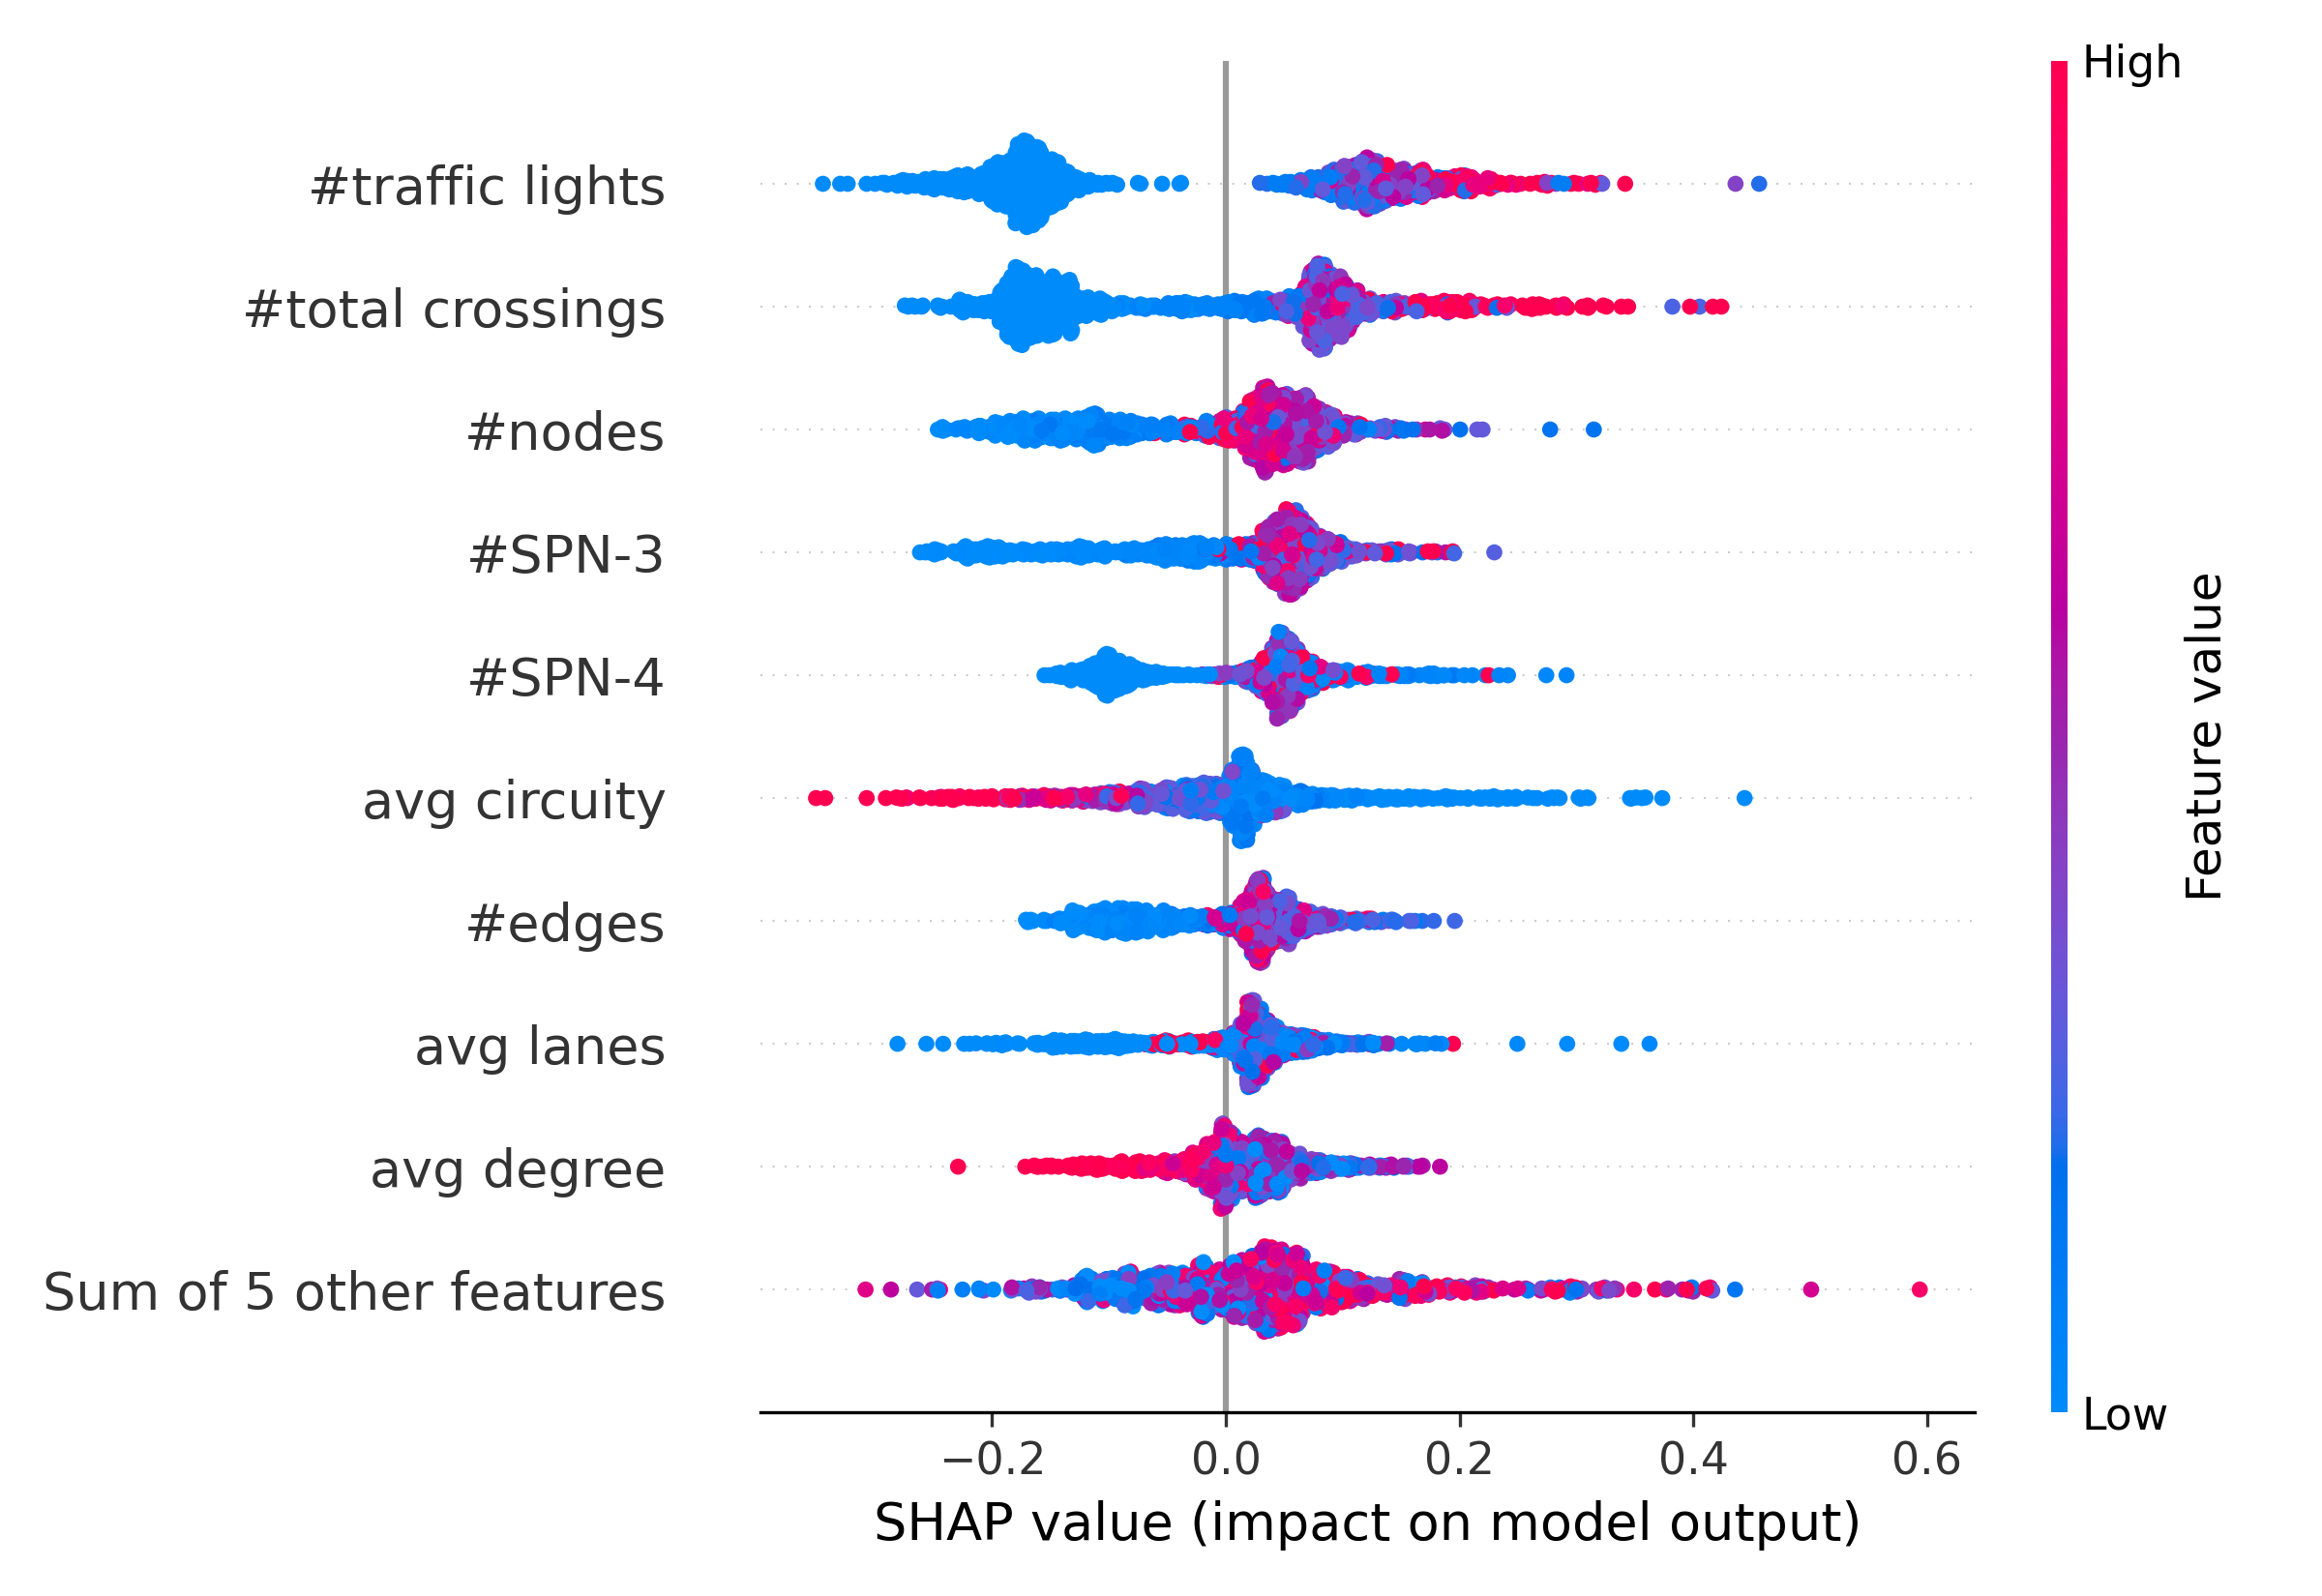 High
#traffic lights
#total crossings
#nodes
#SPN-3
#SPN-4
avg circuity
#edges
avg lanes
avg degree
Sum of 5 other features
Feature value
Low
−0.2 0.0 0.2 0.4 0.6
SHAP value (impact on model output)